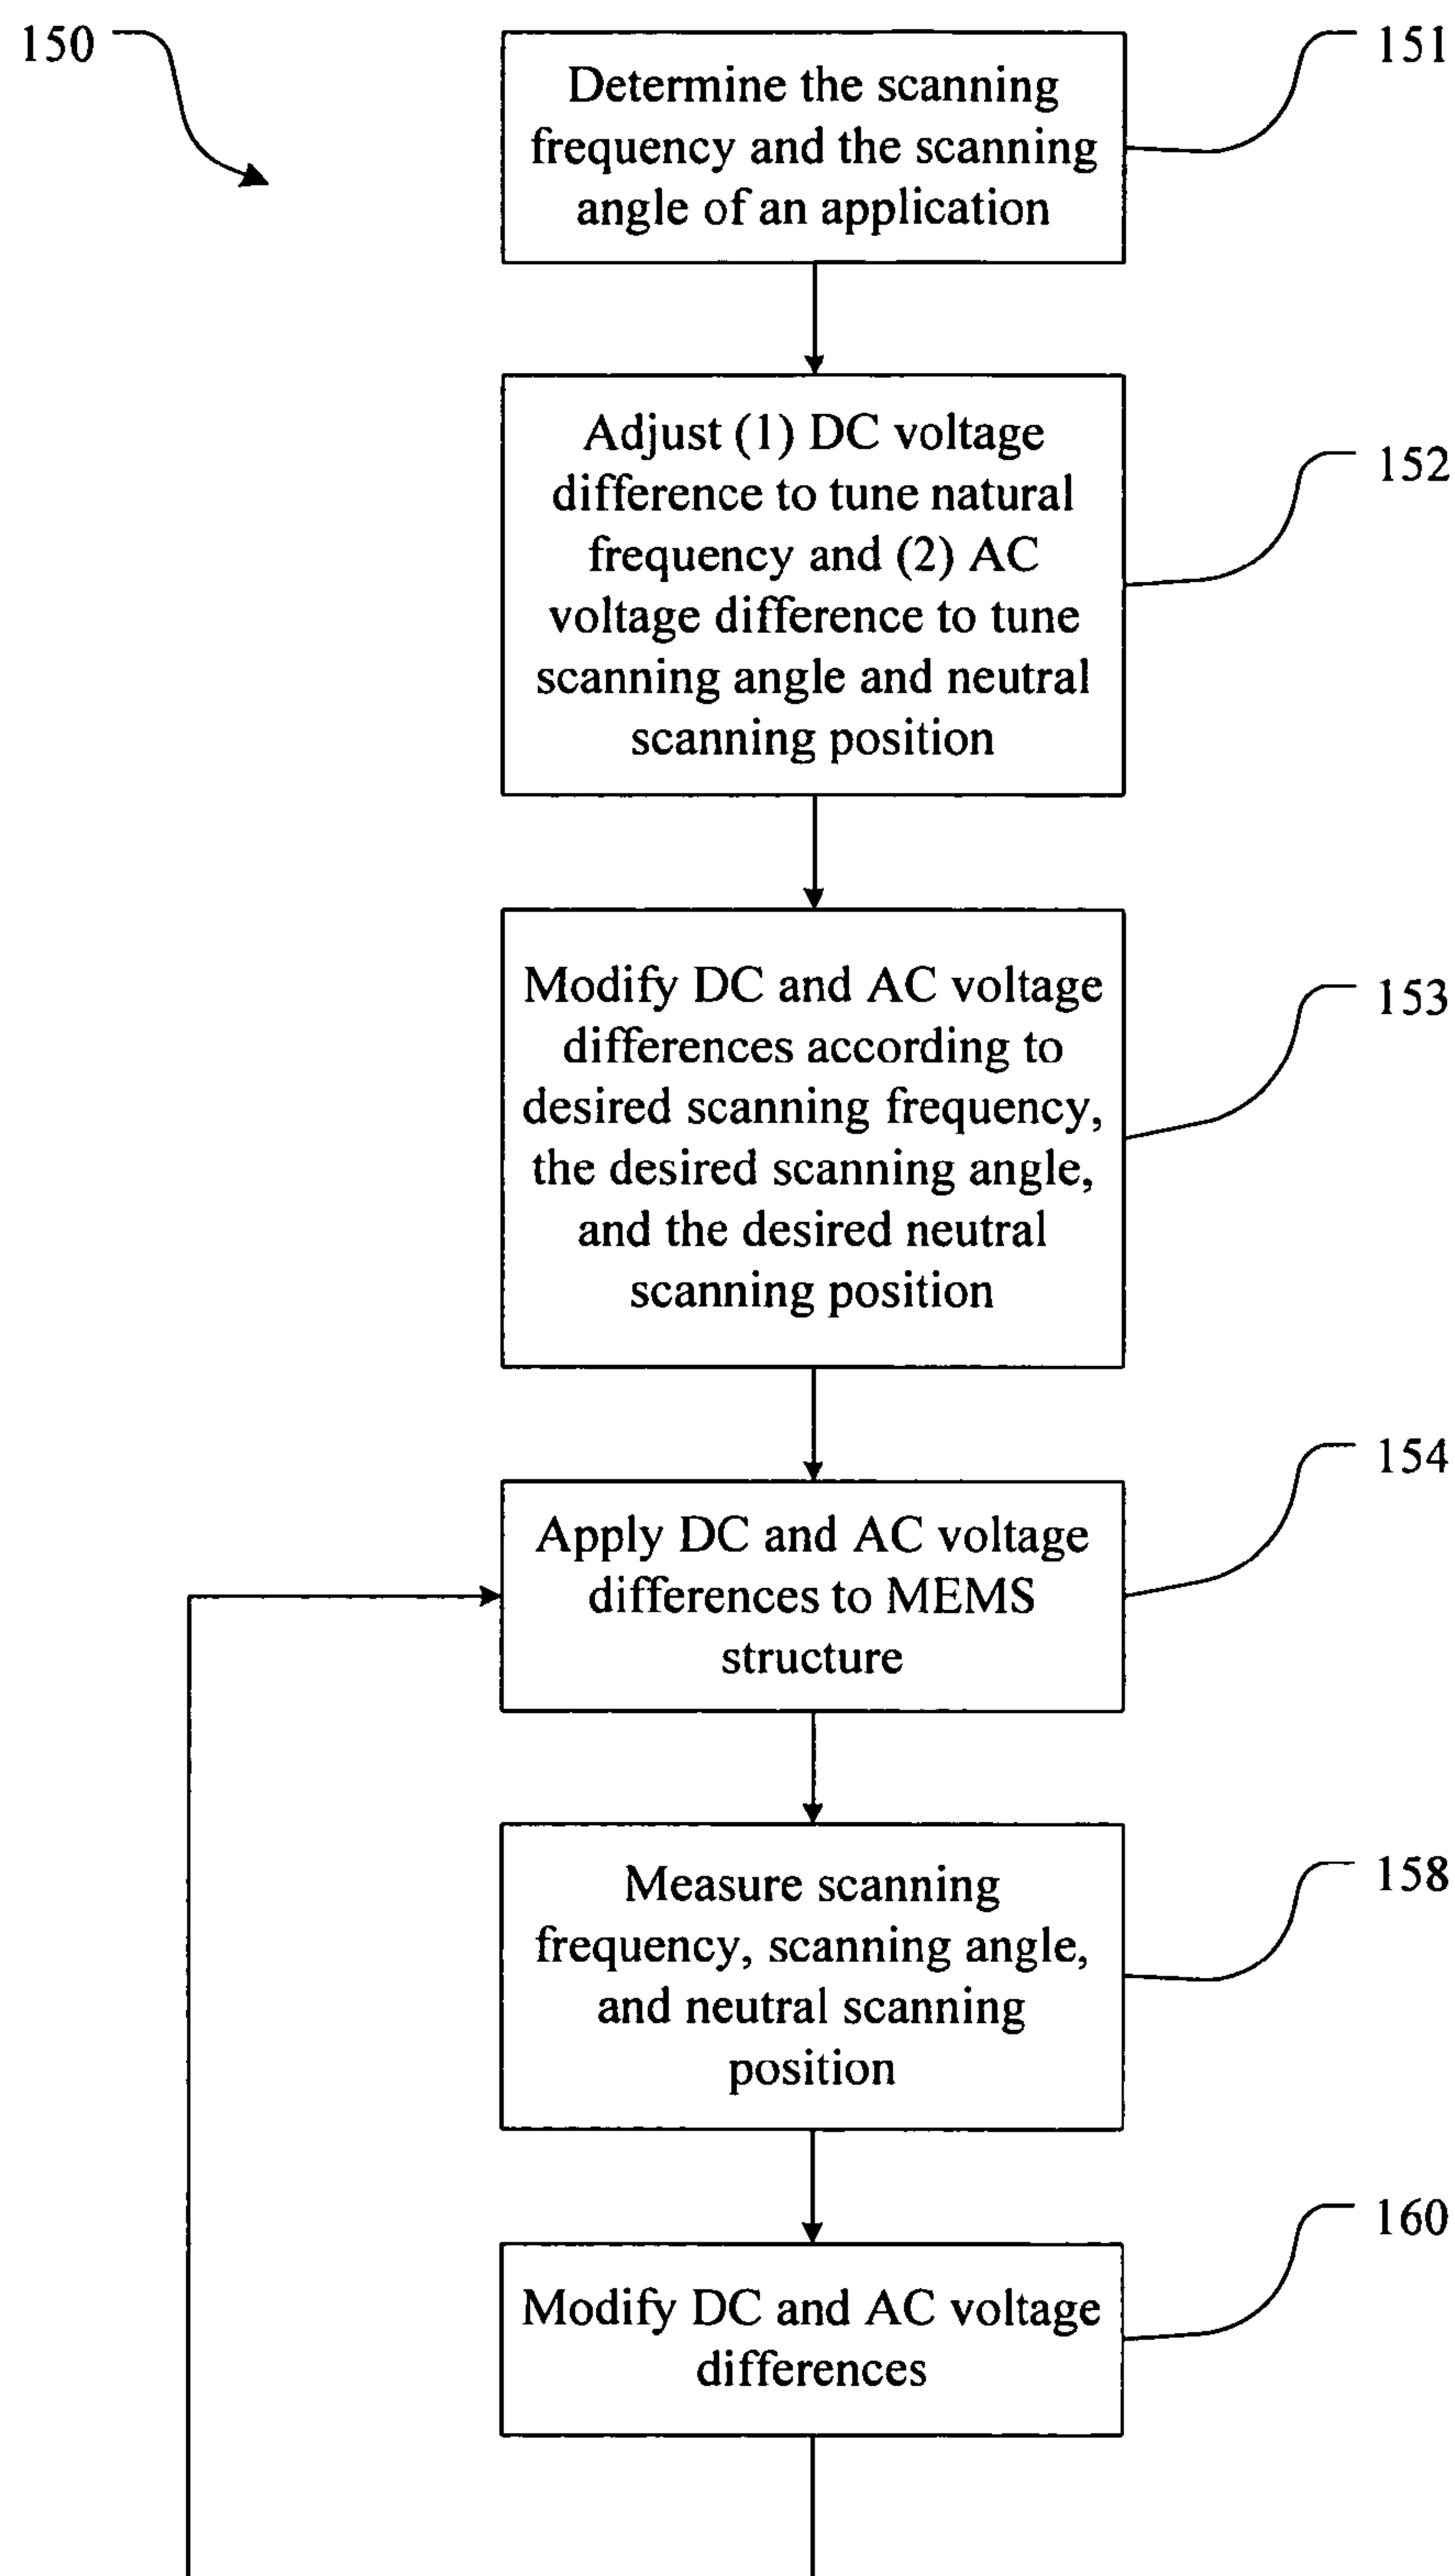 150
151
Determine the scanning
frequency and the scanning
angle of an application
Adjust (1) DC voltage
difference to tune natural
frequency and (2) AC
voltage difference to tune
scanning angle and neutral
scanning position
152
Modify DC and AC voltage
differences according to
desired scanning frequency,
the desired scanning angle,
and the desired neutral
scanning position
153
Apply DC and AC voltage
differences to MEMS
structure
154
Measure scanning
frequency, scanning angle,
and neutral scanning
position
158
Modify DC and AC voltage
differences
160